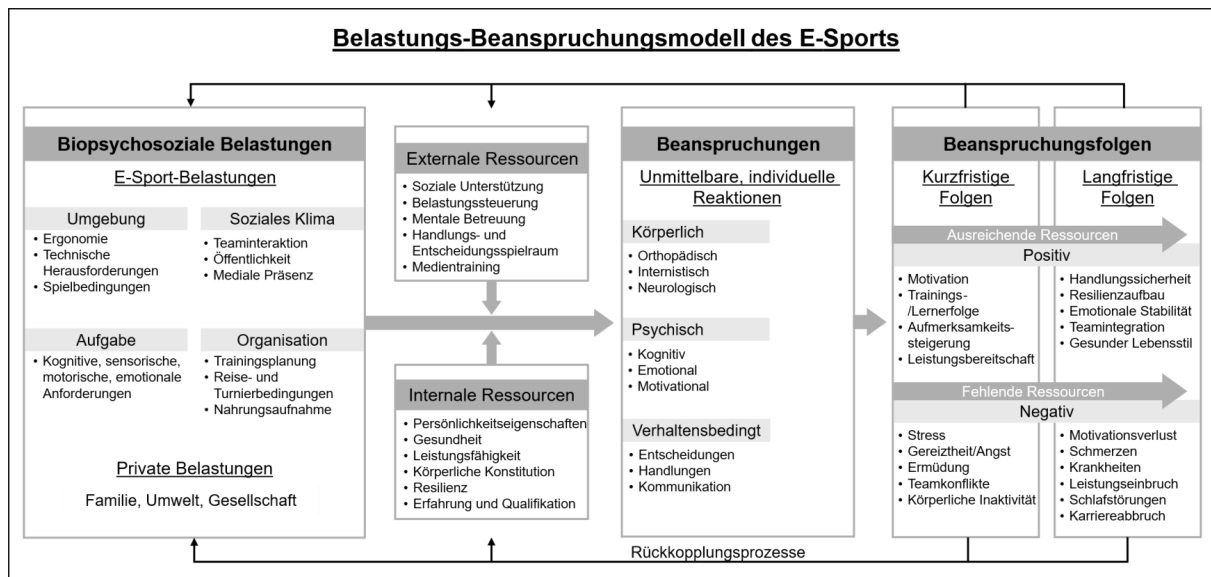 Belastungs-Beanspruchungsmodell des E-Sports
Biopsychosoziale Belastungen
E-Sport-Belastungen
Umgebung
• Ergonomie
• Technische
Herausforderungen
• Spielbedingungen
Soziales Klima
• Teaminteraktion
• Öffentlichkeit
• Mediale Präsenz
Aufgabe
• Kognitive, sensorische,
motorische, emotionale
Anforderungen
Organisation
• Trainingsplanung
• Reise- und
Turnierbedingungen
• Nahrungsaufnahme
Private Belastungen
Familie, Umwelt, Gesellschaft
Externale Ressourcen
• Soziale Unterstützung
• Belastungssteuerung
• Mentale Betreuung
• Handlungs- und
Entscheidungsspielraum
• Medientraining
Internale Ressourcen
• Persönlichkeitseigenschaften
• Gesundheit
• Leistungsfähigkeit
• Körperliche Konstitution
• Resilienz
• Erfahrung und Qualifikation
Beanspruchungen
Unmittelbare, individuelle
Reaktionen
Körperlich
• Orthopädisch
• Internistisch
• Neurologisch
Psychisch
• Kognitiv
• Emotional
• Motivational
Verhaltensbedingt
• Entscheidungen
• Handlungen
• Kommunikation
Beanspruchungsfolgen
Kurzfristige
Folgen
Langfristige
Folgen
Ausreichende Ressourcen
Positiv
• Motivation
• Trainings-
/Lernerfolge
• Aufmerksamkeits-
steigerung
• Leistungsbereitschaft
• Handlungssicherheit
• Resilienzaufbau
• Emotionale Stabilität
• Teamintegration
• Gesunder Lebensstil
Fehlende Ressourcen
Negativ
• Stress
• Gereiztheit/Angst
• Ermüdung
• Teamkonflikte
• Körperliche Inaktivität
• Motivationsverlust
• Schmerzen
• Krankheiten
• Leistungseinbruch
• Schlafstörungen
• Karriereabbruch
Rückkopplungsprozesse